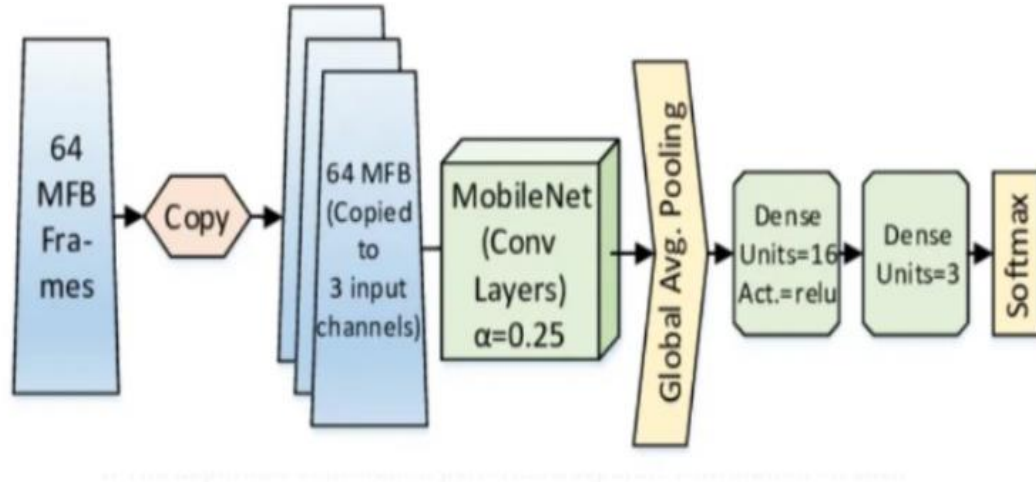 64
MFB
Fra-
mes
Copy
64 MFB
(Copied
to
3 input
channels)
MobileNet
(Conv
Layers)
α=0.25
Global Avg. Pooling
Dense
Units=16
Act.=relu
Dense
Units=3
Softmax